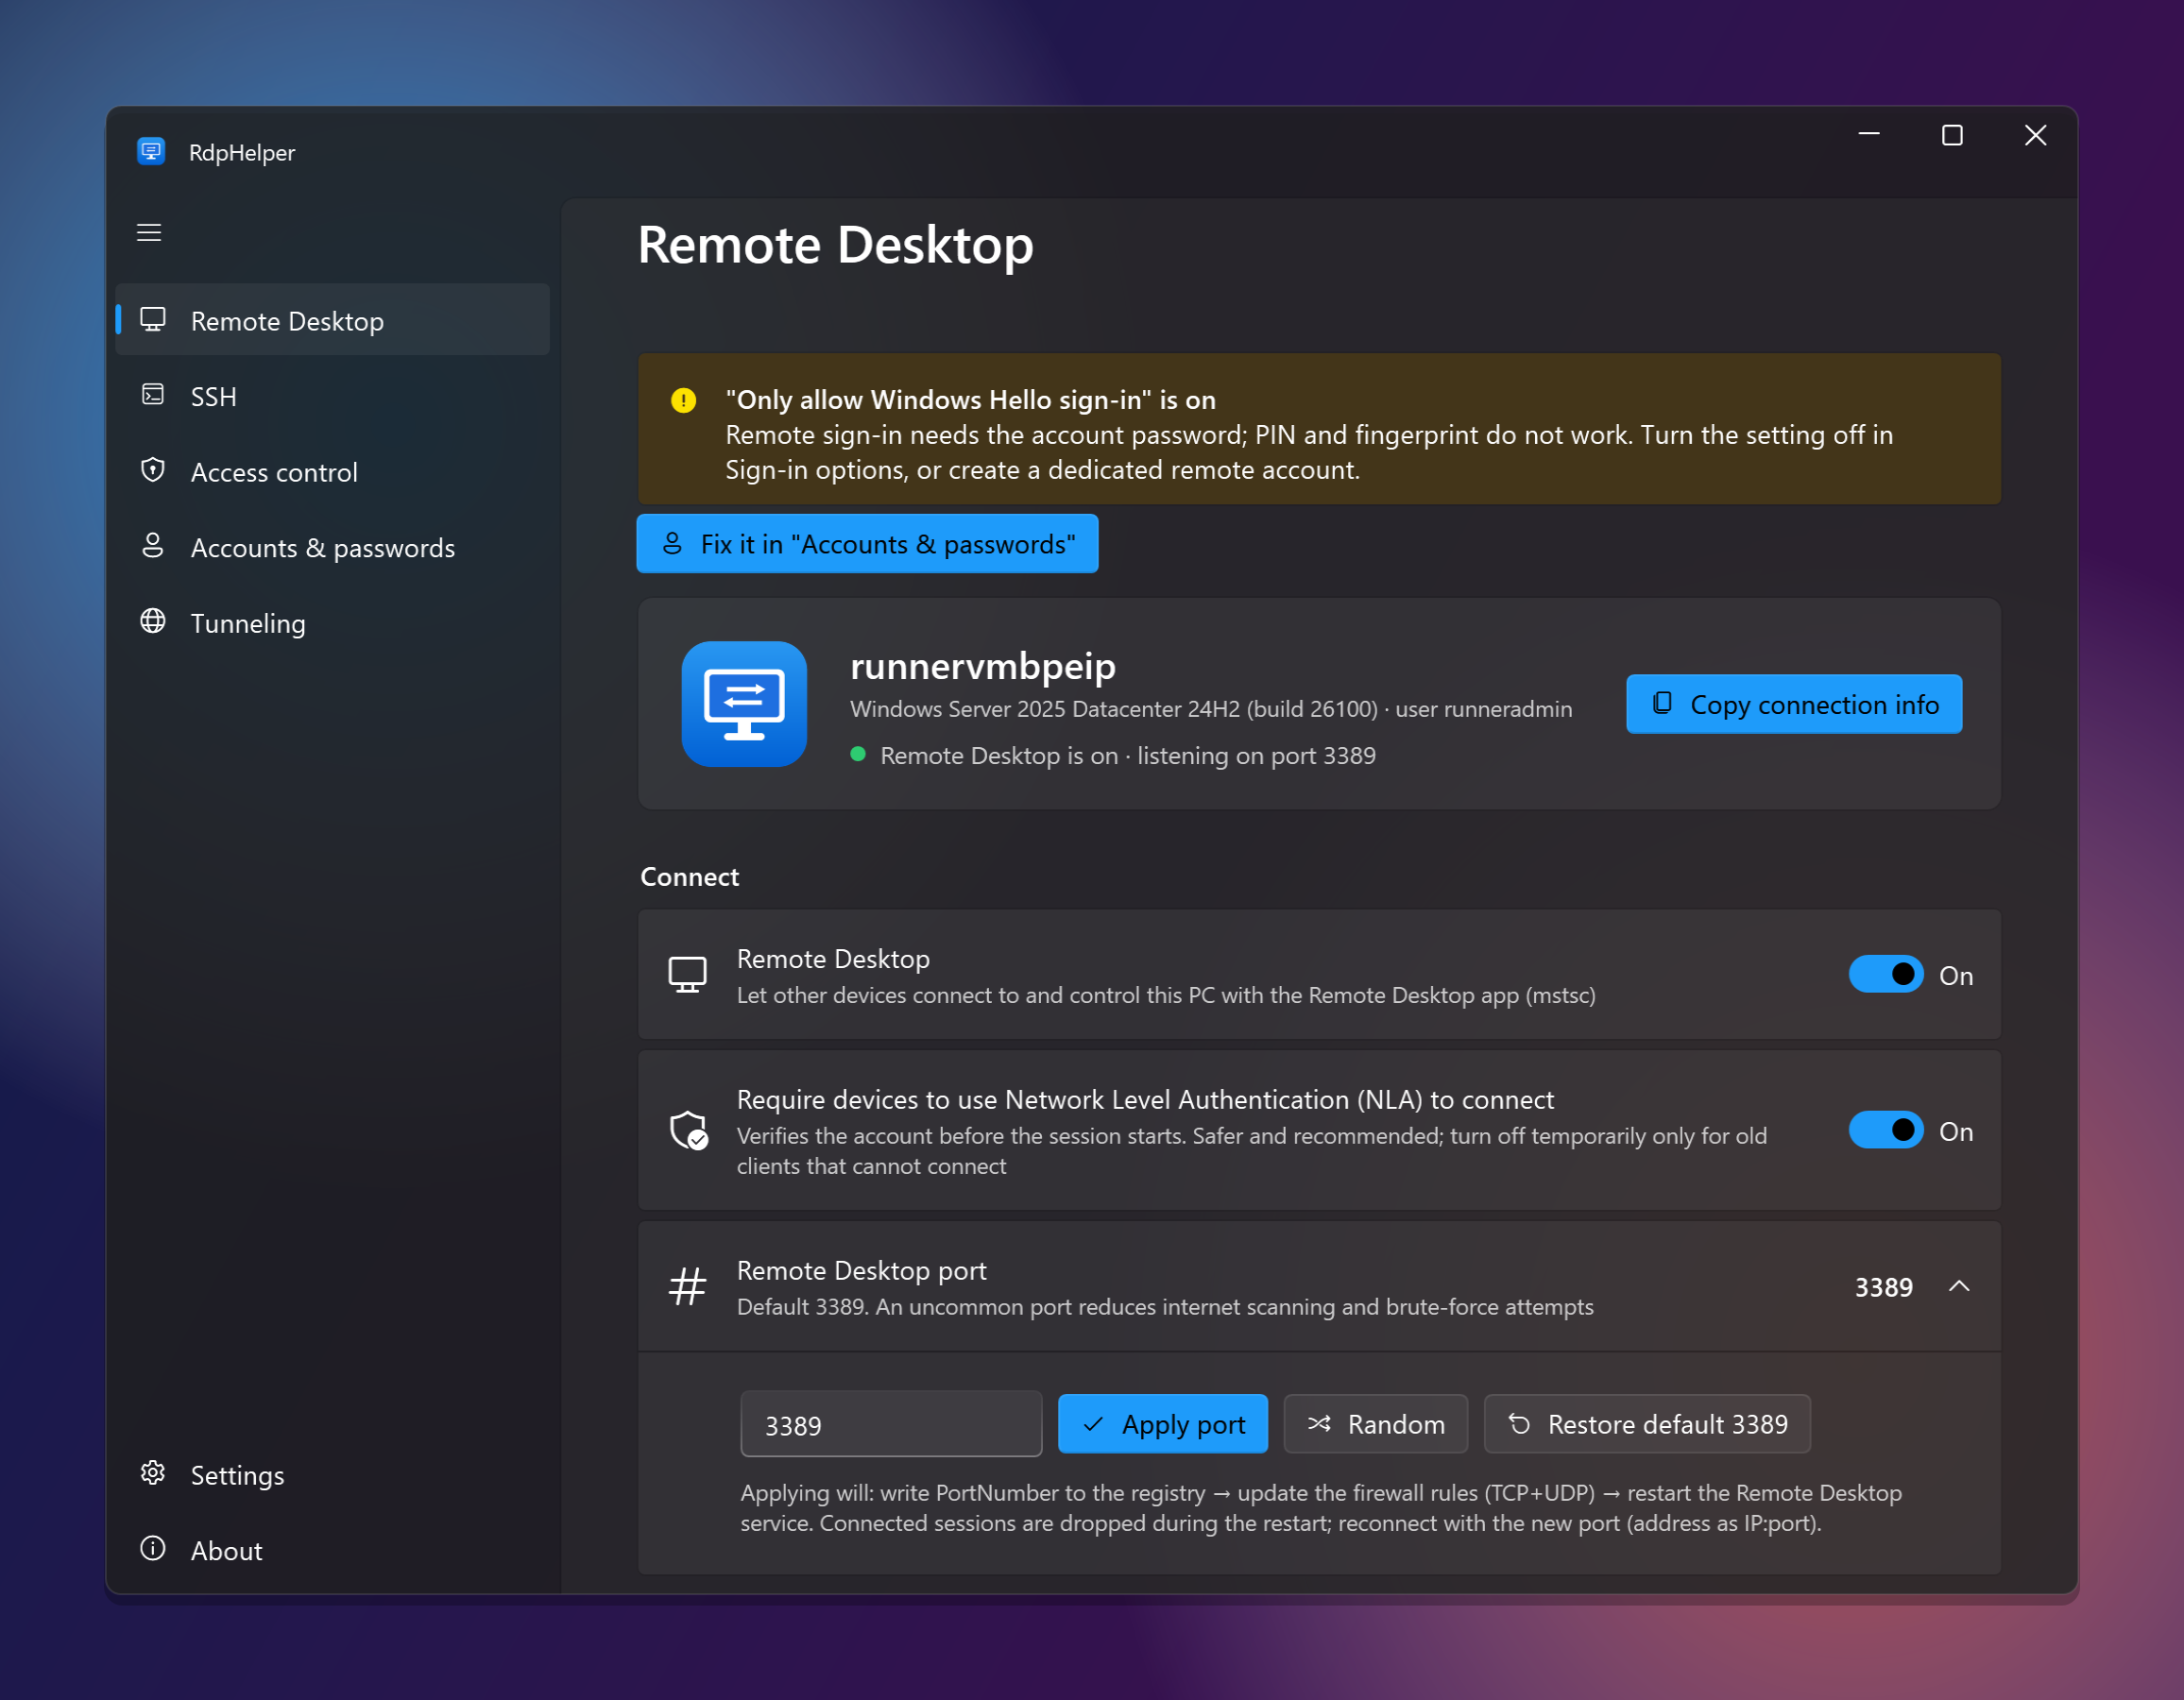 RdpHelper
Remote Desktop
SSH
Access control
Accounts & passwords
Tunneling
Settings
About
Remote Desktop
"Only allow Windows Hello sign-in" is on
Remote sign-in needs the account password; PIN and fingerprint do not work. Turn the setting off in
Sign-in options, or create a dedicated remote account.
Fix it in "Accounts & passwords"
runnervmbpeip
Windows Server 2025 Datacenter 24H2 (build 26100) · user runneradmin
Remote Desktop is on · listening on port 3389
Copy connection info
Connect
Remote Desktop
Let other devices connect to and control this PC with the Remote Desktop app (mstsc)
On
Require devices to use Network Level Authentication (NLA) to connect
Verifies the account before the session starts. Safer and recommended; turn off temporarily only for old
clients that cannot connect
On
Remote Desktop port
Default 3389. An uncommon port reduces internet scanning and brute-force attempts
3389
3389
Apply port
Random
Restore default 3389
Applying will: write PortNumber to the registry → update the firewall rules (TCP+UDP) → restart the Remote Desktop
service. Connected sessions are dropped during the restart; reconnect with the new port (address as IP:port).